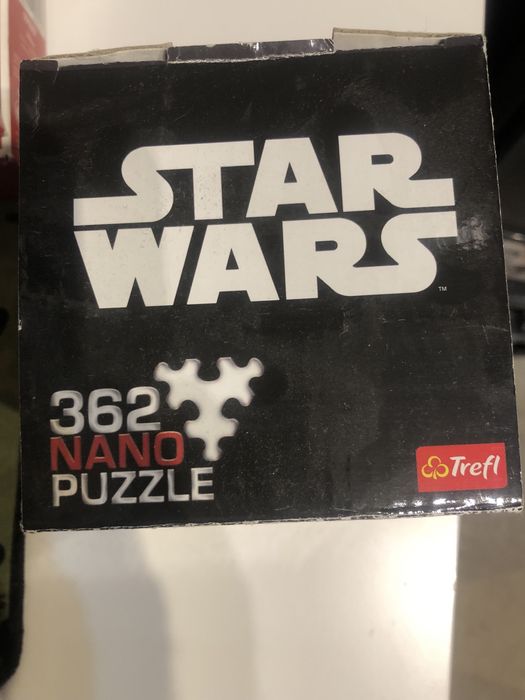 STAR
WARS
TM
362
NANO
PUZZLE
Trefl